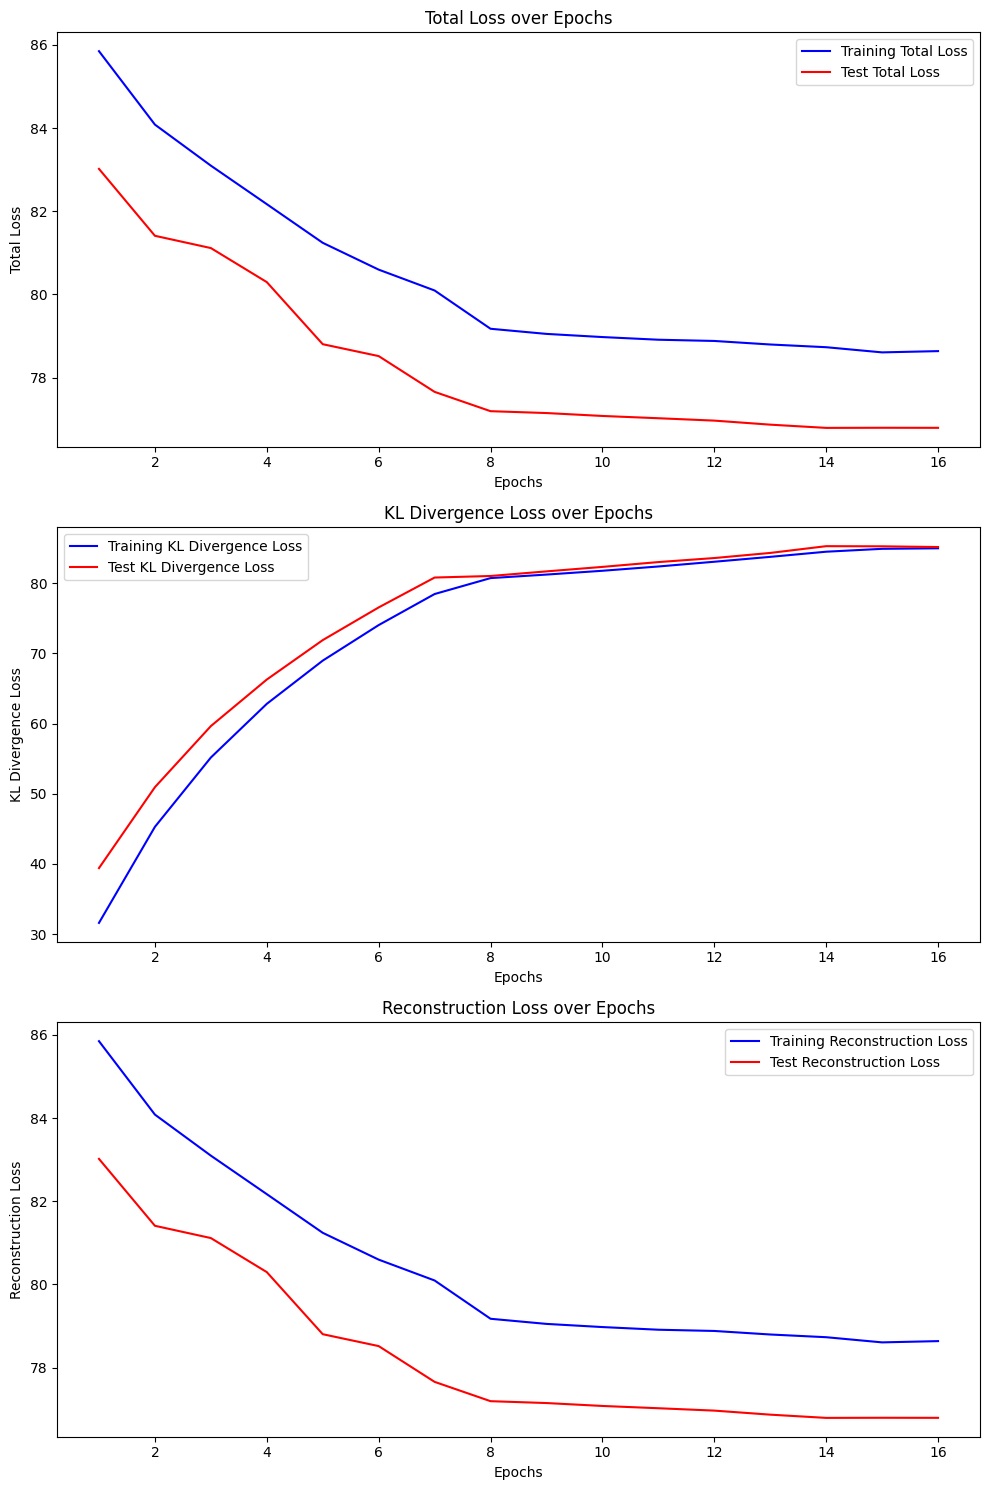 Total Loss over Epochs
Training Total Loss
Test Total Loss
Total Loss
86
84
82
80
78
2 4 6 8 10 12 14 16
Epochs
KL Divergence Loss over Epochs
Training KL Divergence Loss
Test KL Divergence Loss
KL Divergence Loss
80
70
60
50
40
30
2 4 6 8 10 12 14 16
Epochs
Reconstruction Loss over Epochs
Training Reconstruction Loss
Test Reconstruction Loss
Reconstruction Loss
86
84
82
80
78
2 4 6 8 10 12 14 16
Epochs